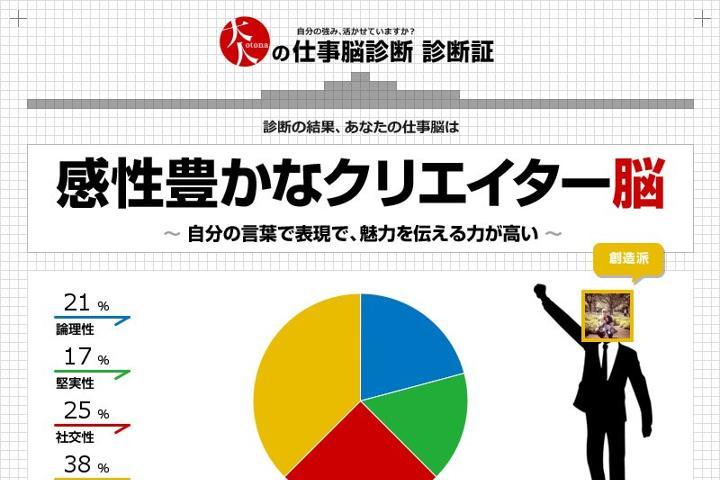 自分の強み、活かせていますか？
大人
otona
の仕事脳診断 診断証
診断の結果、あなたの仕事脳は
感性豊かなクリエイター脳
～ 自分の言葉で表現で、魅力を伝える力が高い ～
創造派
21 %
論理性
17 %
堅実性
25 %
社交性
38 %